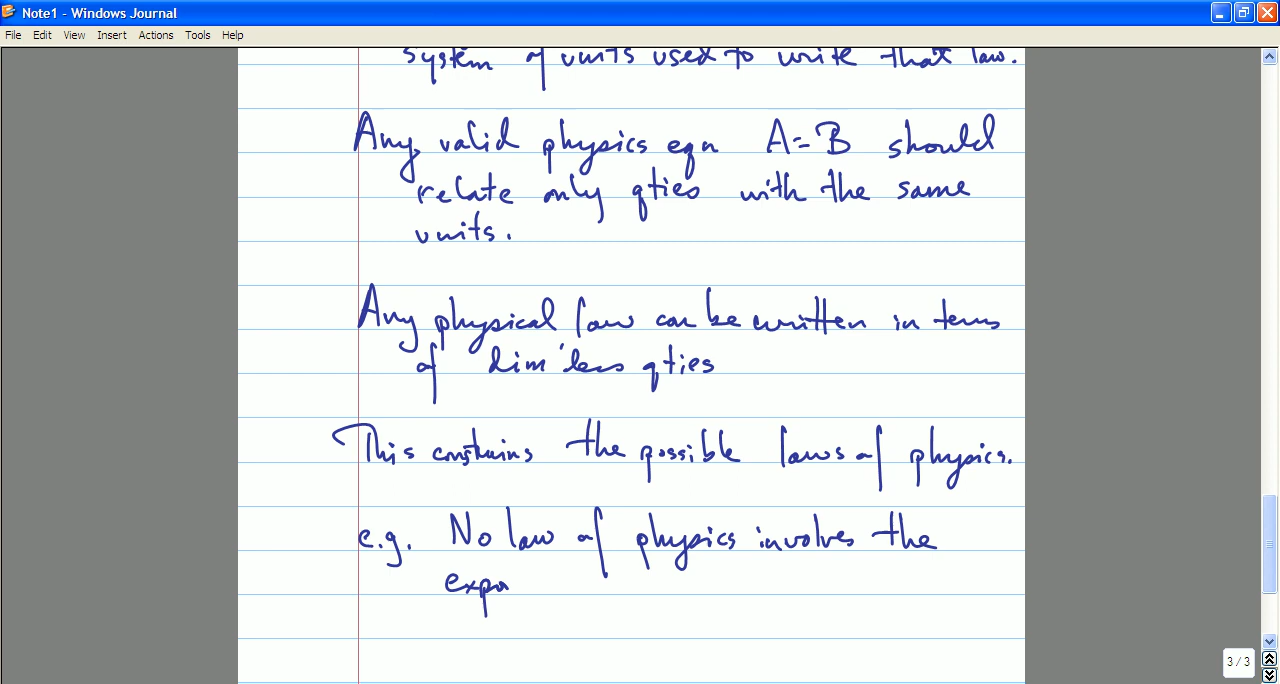 Note1 - Windows Journal
File Edit View Insert Actions Tools Help
system of units used to write that law.
Any valid physics eqn A=B should
relate only qties with the same
units.
Any physical law can be written in terms
of dim'less qties
This constrains the possible laws of physics.
e.g. No law of physics involves the
expo
3 / 3